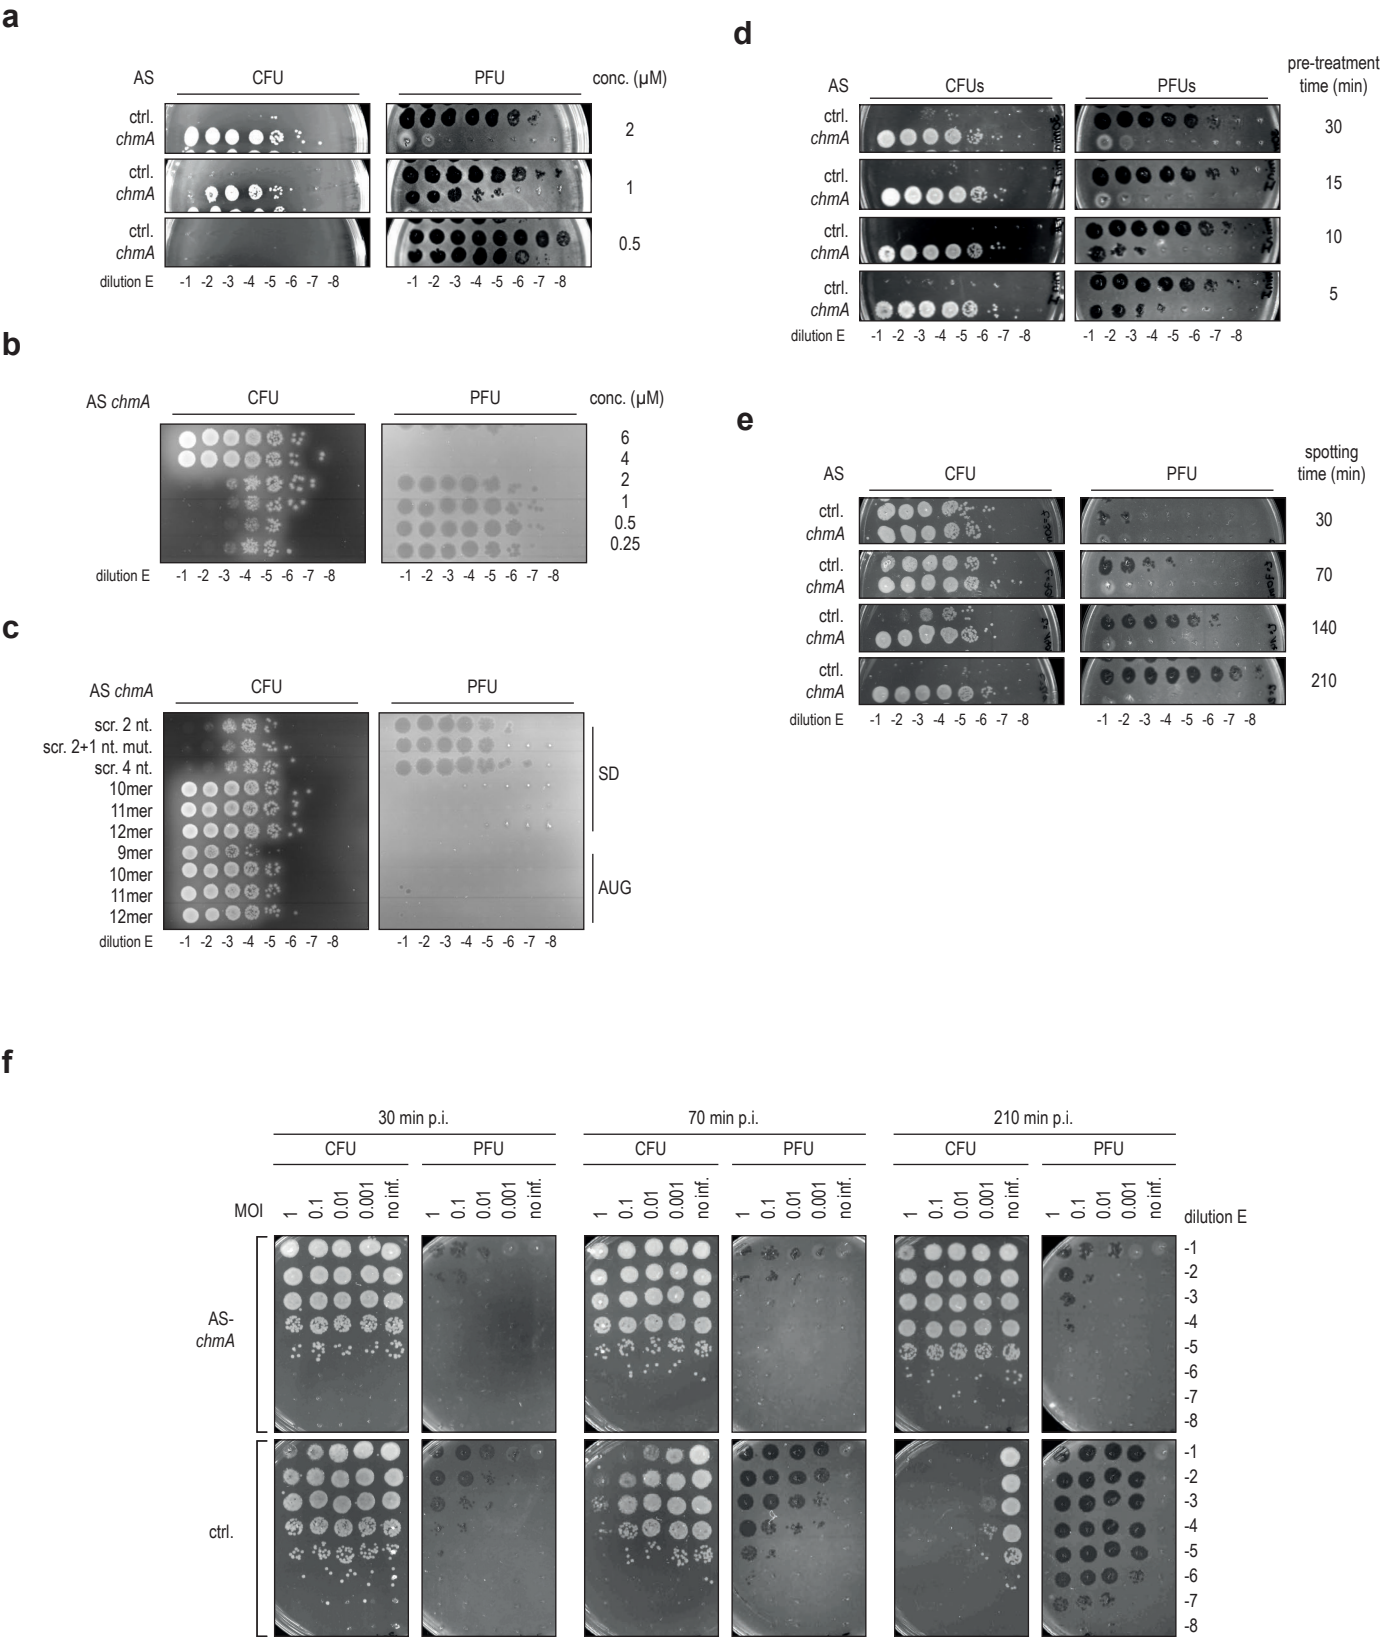 a
AS CFU PFU conc. (µM)
ctrl.
chmA
2
ctrl.
chmA
1
ctrl.
chmA
0.5
dilution E -1 -2 -3 -4 -5 -6 -7 -8 -1 -2 -3 -4 -5 -6 -7 -8
b
AS chmA CFU PFU conc. (µM)
6
4
2
1
0.5
0.25
dilution E -1 -2 -3 -4 -5 -6 -7 -8 -1 -2 -3 -4 -5 -6 -7 -8
c
AS chmA CFU PFU
scr. 2 nt.
scr. 2+1 nt. mut.
scr. 4 nt.
10mer
11mer
12mer
SD
9mer
10mer
11mer
12mer
AUG
dilution E -1 -2 -3 -4 -5 -6 -7 -8 -1 -2 -3 -4 -5 -6 -7 -8
d
AS CFUs PFUs
pre-treatment
time (min)
ctrl.
chmA
30
ctrl.
chmA
15
ctrl.
chmA
10
ctrl.
chmA
5
dilution E -1 -2 -3 -4 -5 -6 -7 -8 -1 -2 -3 -4 -5 -6 -7 -8
e
AS CFU PFU
spotting
time (min)
ctrl.
chmA
30
ctrl.
chmA
70
ctrl.
chmA
140
ctrl.
chmA
210
dilution E -1 -2 -3 -4 -5 -6 -7 -8 -1 -2 -3 -4 -5 -6 -7 -8
f
30 min p.i. 70 min p.i. 210 min p.i.
CFU PFU CFU PFU CFU PFU
MOI 1 0.1 0.01 0.001 no inf. 1 0.1 0.01 0.001 no inf. 1 0.1 0.01 0.001 no inf. 1 0.1 0.01 0.001 no inf. 1 0.1 0.01 0.001 no inf. 1 0.1 0.01 0.001 no inf. dilution E
AS-
chmA
-1
-2
-3
-4
-5
-6
-7
-8
ctrl.
-1
-2
-3
-4
-5
-6
-7
-8